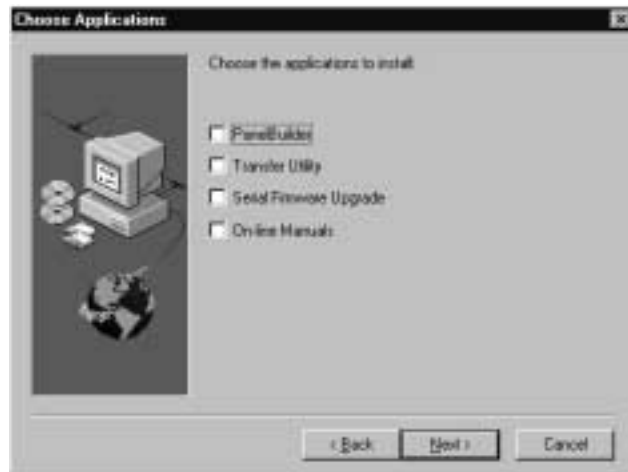 Choose Applications
Choose the applications to install
PanelBuilder
Transfer Utility
Serial Firmware Upgrade
On-line Manuals
< Back
Next >
Cancel